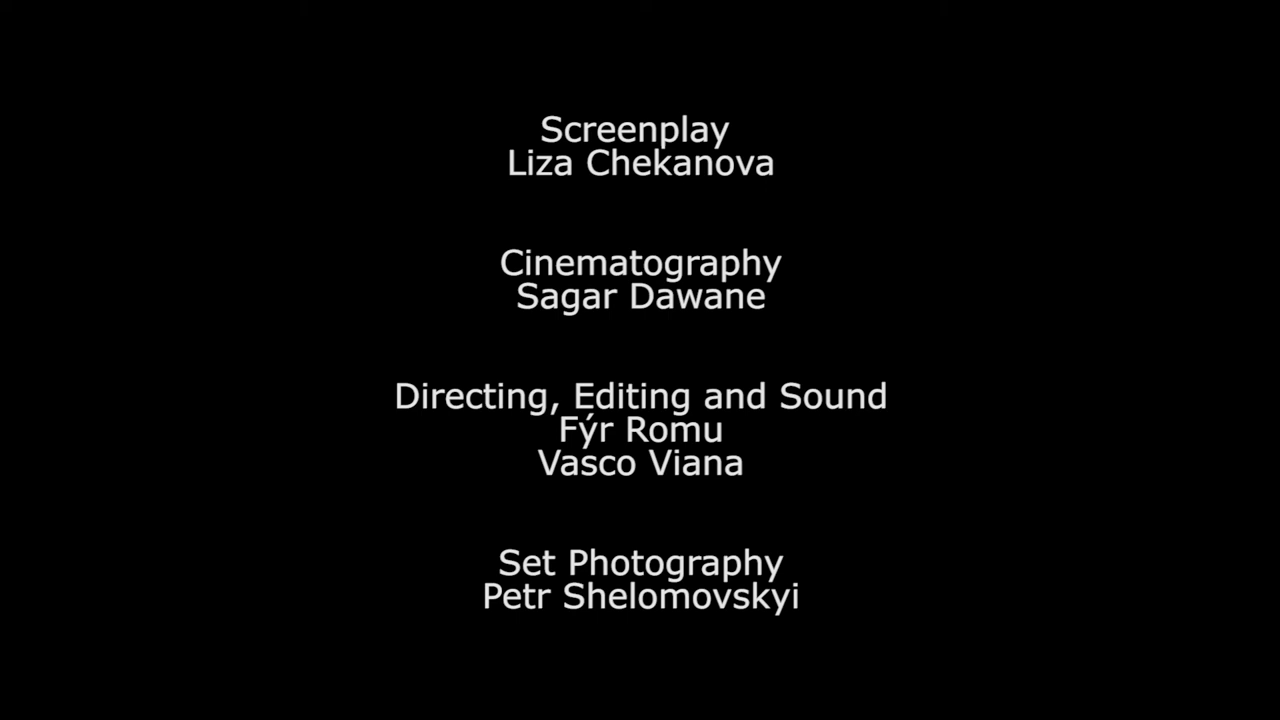 Screenplay
Liza Chekanova
Cinematography
Sagar Dawane
Directing, Editing and Sound
Fýr Romu
Vasco Viana
Set Photography
Petr Shelomovskyi